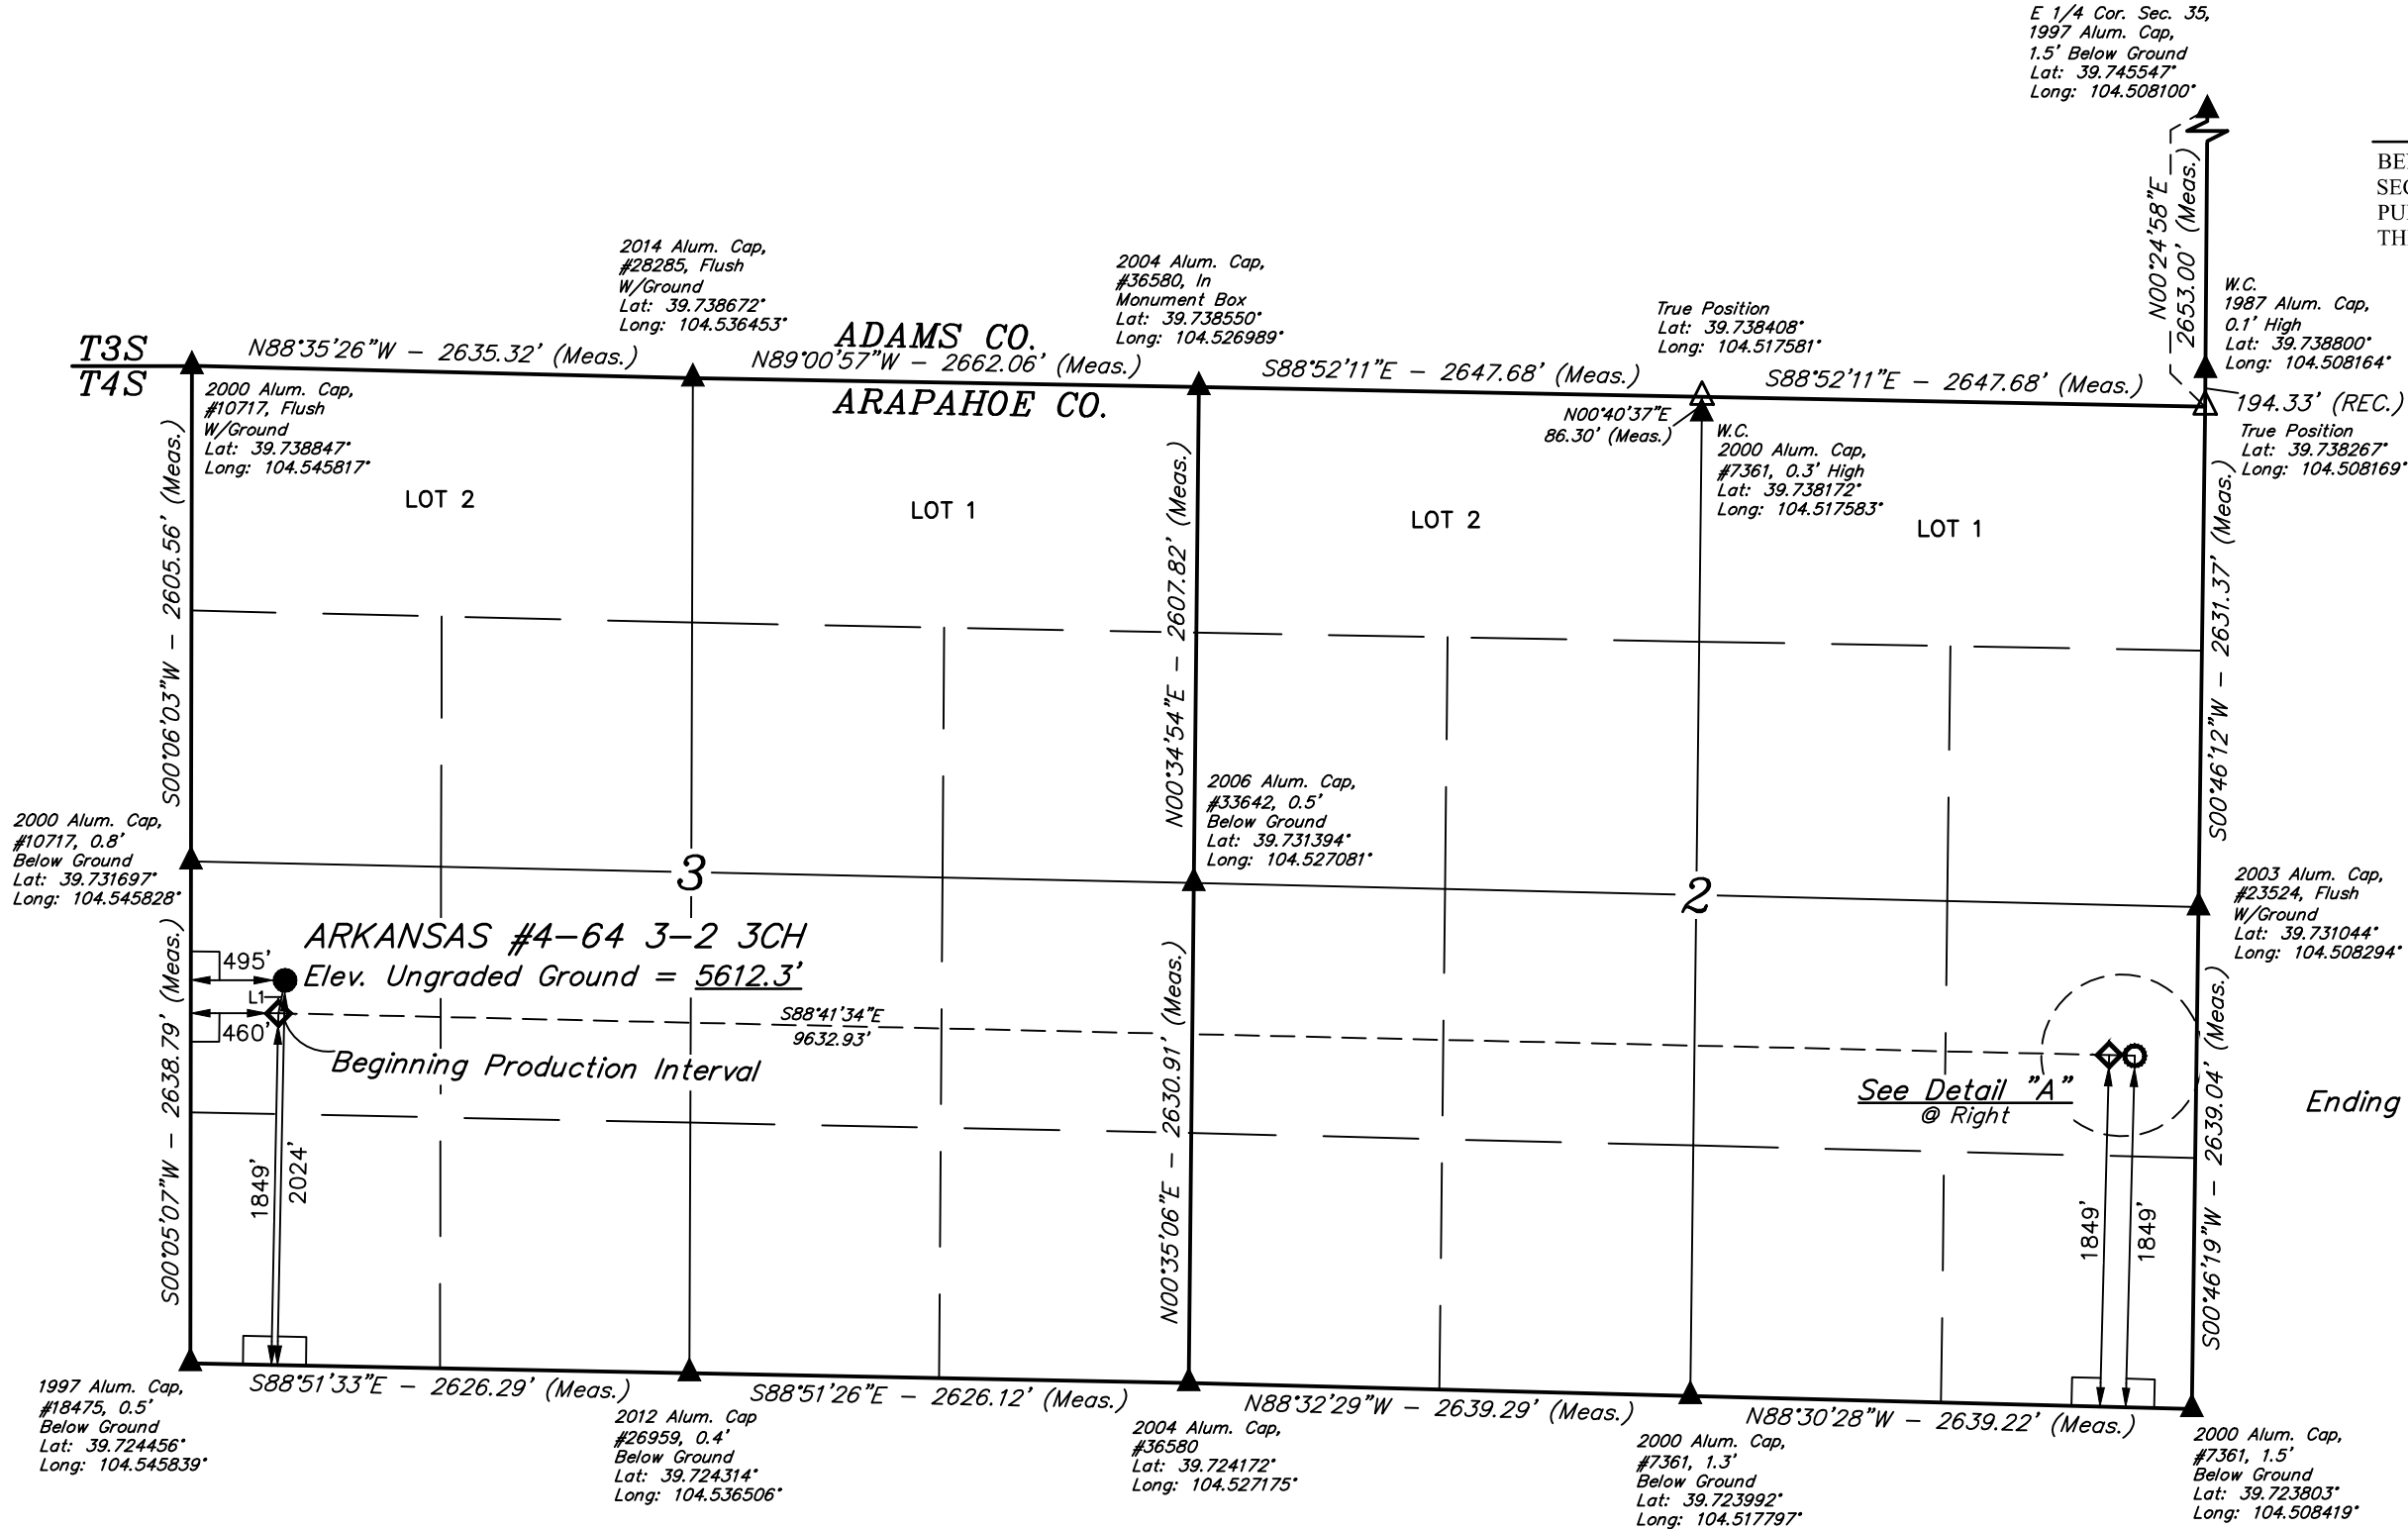 E 1/4 Cor. Sec. 35,
1997 Alum. Cap,
1.5' Below Ground
Lat: 39.745547°
Long: 104.508100°
N00°24'58"E
2653.00' (Meas.)
BE
SE
PU
TH
2014 Alum. Cap,
#28285, Flush
W/Ground
Lat: 39.738672°
Long: 104.536453°
2004 Alum. Cap,
#36580, In
Monument Box
Lat: 39.738550°
Long: 104.526989°
True Position
Lat: 39.738408°
Long: 104.517581°
W.C.
1987 Alum. Cap,
0.1' High
Lat: 39.738800°
Long: 104.508164°
T3S
T4S
N88°35'26"W – 2635.32' (Meas.)
ADAMS CO.
N89°00'57"W – 2662.06' (Meas.)
ARAPAHOE CO.
S88°52'11"E – 2647.68' (Meas.)
S88°52'11"E – 2647.68' (Meas.)
194.33' (REC.)
True Position
Lat: 39.738267°
Long: 104.508169°
2000 Alum. Cap,
#10717, Flush
W/Ground
Lat: 39.738847°
Long: 104.545817°
N00°40'37"E
86.30' (Meas.)
W.C.
2000 Alum. Cap,
#7361, 0.3' High
Lat: 39.738172°
Long: 104.517583°
LOT 2
LOT 1
LOT 2
LOT 1
S00°06'03"W – 2605.56' (Meas.)
N00°34'54"E – 2607.82' (Meas.)
S00°46'12"W – 2631.37' (Meas.)
2000 Alum. Cap,
#10717, 0.8'
Below Ground
Lat: 39.731697°
Long: 104.545828°
2006 Alum. Cap,
#33642, 0.5'
Below Ground
Lat: 39.731394°
Long: 104.527081°
2003 Alum. Cap,
#23524, Flush
W/Ground
Lat: 39.731044°
Long: 104.508294°
3
2
ARKANSAS #4-64 3-2 3CH
Elev. Ungraded Ground = 5612.3'
495'
L1
460'
S88°41'34"E
9632.93'
Beginning Production Interval
See Detail "A"
@ Right
Ending
S00°05'07"W – 2638.79' (Meas.)
1849'
2024'
N00°35'06"E – 2630.91' (Meas.)
1849'
1849'
S00°46'19"W – 2639.04' (Meas.)
S88°51'33"E – 2626.29' (Meas.)
S88°51'26"E – 2626.12' (Meas.)
N88°32'29"W – 2639.29' (Meas.)
N88°30'28"W – 2639.22' (Meas.)
1997 Alum. Cap,
#18475, 0.5'
Below Ground
Lat: 39.724456°
Long: 104.545839°
2012 Alum. Cap
#26959, 0.4'
Below Ground
Lat: 39.724314°
Long: 104.536506°
2004 Alum. Cap,
#36580
Lat: 39.724172°
Long: 104.527175°
2000 Alum. Cap,
#7361, 1.3'
Below Ground
Lat: 39.723992°
Long: 104.517797°
2000 Alum. Cap,
#7361, 1.5'
Below Ground
Lat: 39.723803°
Long: 104.508419°